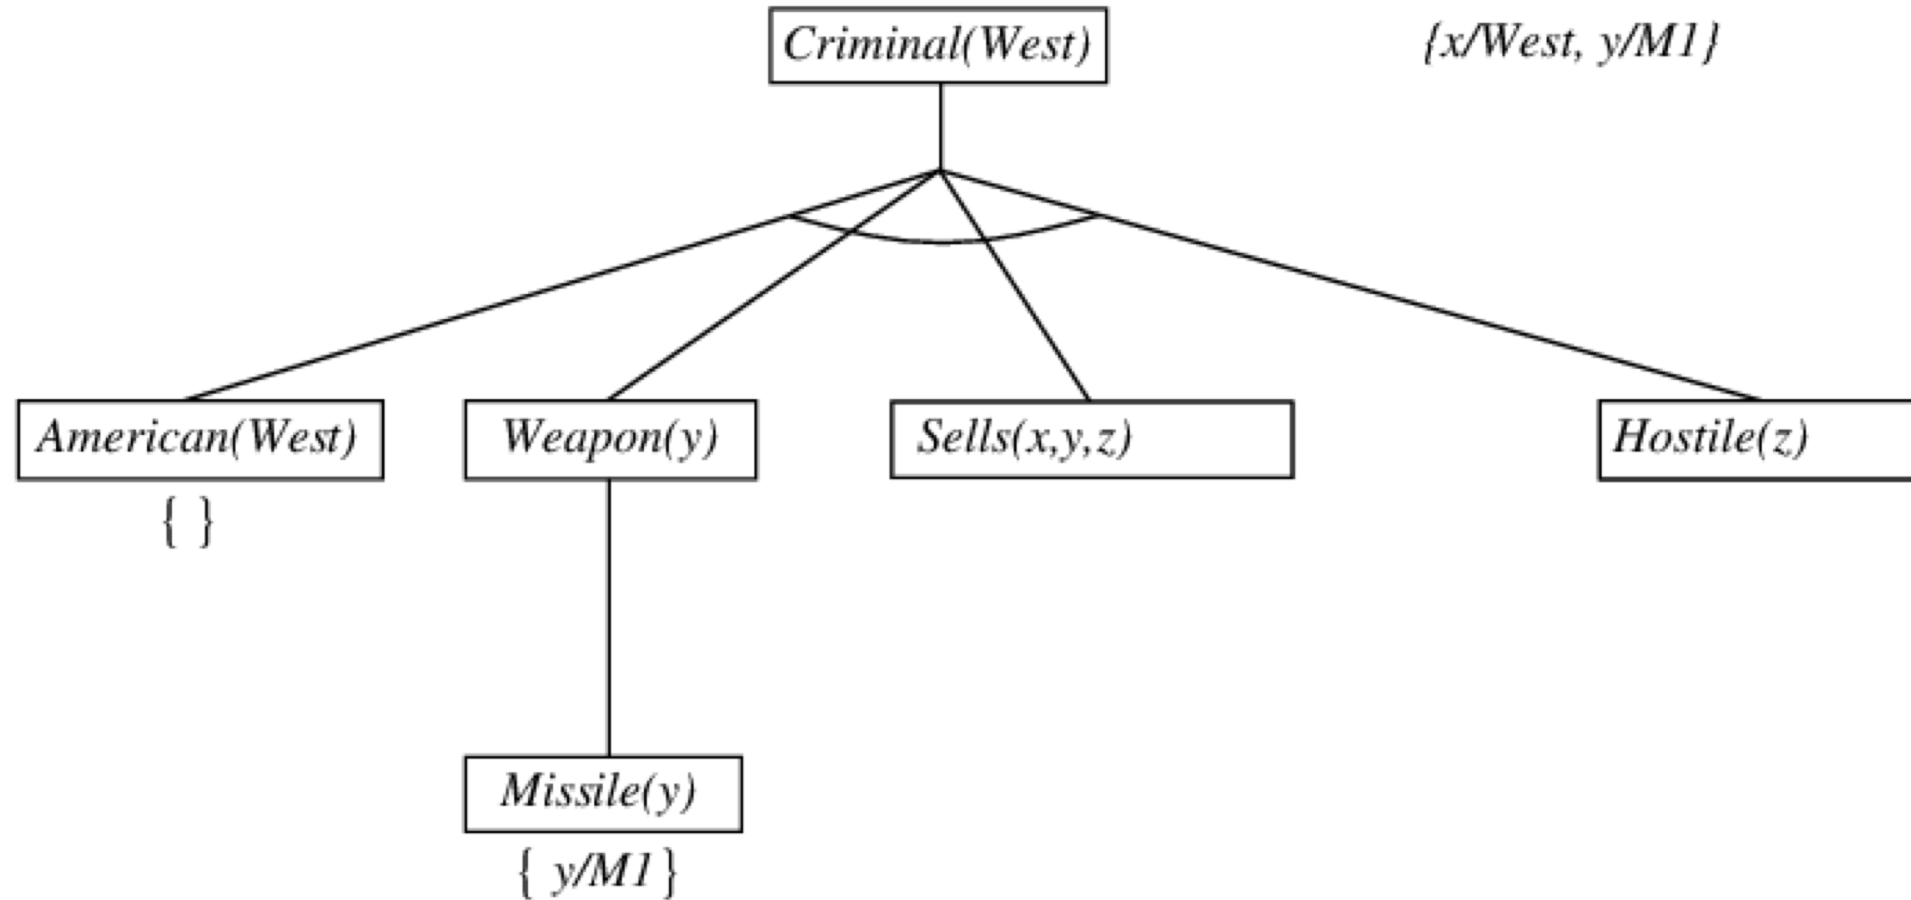 Criminal(West)
{x/West, y/M1}
American(West)
Weapon(y)
Sells(x,y,z)
Hostile(z)
{ }
Missile(y)
{ y/M1 }